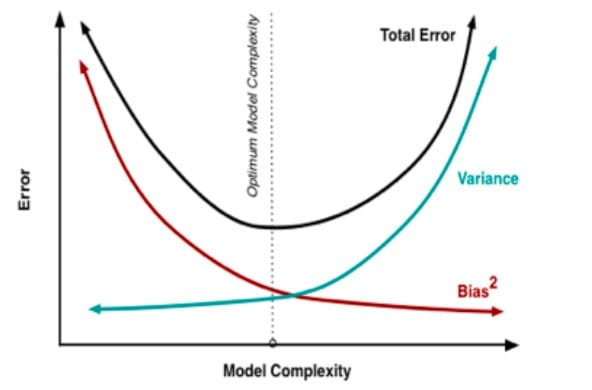 Optimum Model Complexity
Total Error
Error
Variance
Bias²
Model Complexity